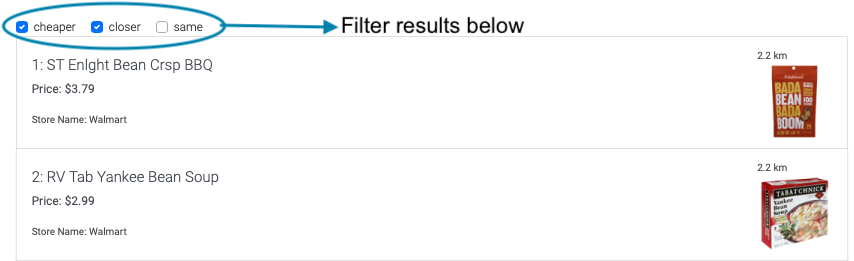 cheaper closer same Filter results below
1: ST Enlght Bean Crsp BBQ
2.2 km
Price: $3.79
Store Name: Walmart
BADA
BEAN
BADA
BOOM
100
2: RV Tab Yankee Bean Soup
2.2 km
Price: $2.99
Store Name: Walmart
TABATCHNICK
Yankee
Bean
Soup